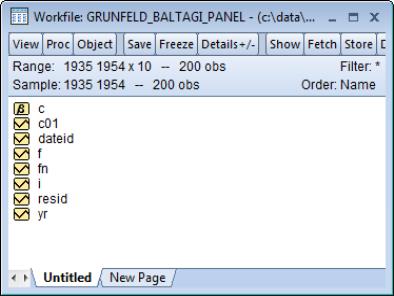 Workfile: GRUNFELD_BALTAGI_PANEL - (c:\data\...
View Proc Object Save Freeze Details+/- Show Fetch Store D
Range: 1935 1954 x 10 -- 200 obs Filter: *
Sample: 1935 1954 -- 200 obs Order: Name
β c
c01
dateid
f
fn
i
resid
yr
Untitled New Page